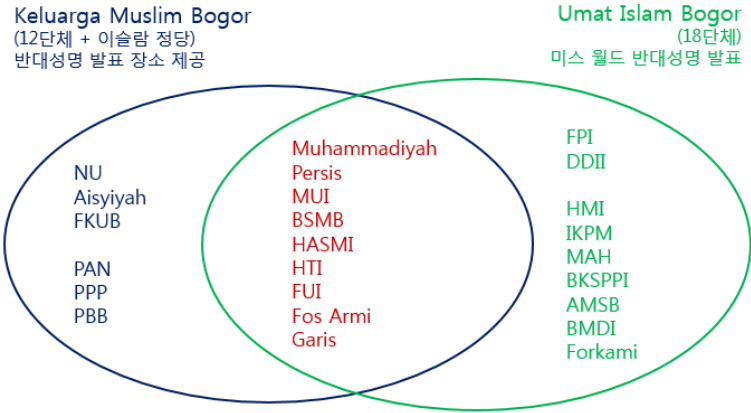 Keluarga Muslim Bogor
(12단체 + 이슬람 정당)
반대성명 발표 장소 제공
Umat Islam Bogor
(18단체)
미스 월드 반대성명 발표
NU
Aisyiyah
FKUB
PAN
PPP
PBB
Muhammadiyah
Persis
MUI
BSMB
HASMI
HTI
FUI
Fos Armi
Garis
FPI
DDII
HMI
IKPM
MAH
BKSPPI
AMSB
BMDI
Forkami